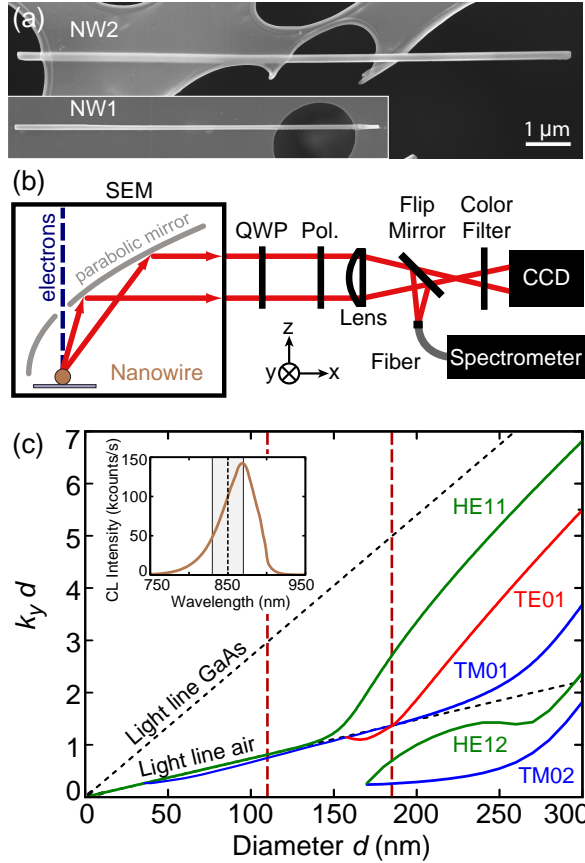 (a)
NW2
NW1
1 μm
(b)
SEM
electrons
parabolic mirror
Nanowire
QWP
Pol.
Lens
Flip
Mirror
Color
Filter
CCD
Fiber
Spectrometer
z
y
x
(c)
k_y d
7
6
5
4
3
2
1
0
CL Intensity (kcounts/s)
150
100
50
0
750
850
950
Wavelength (nm)
Light line GaAs
Light line air
HE11
TE01
TM01
HE12
TM02
0
50
100
150
200
250
300
Diameter d (nm)